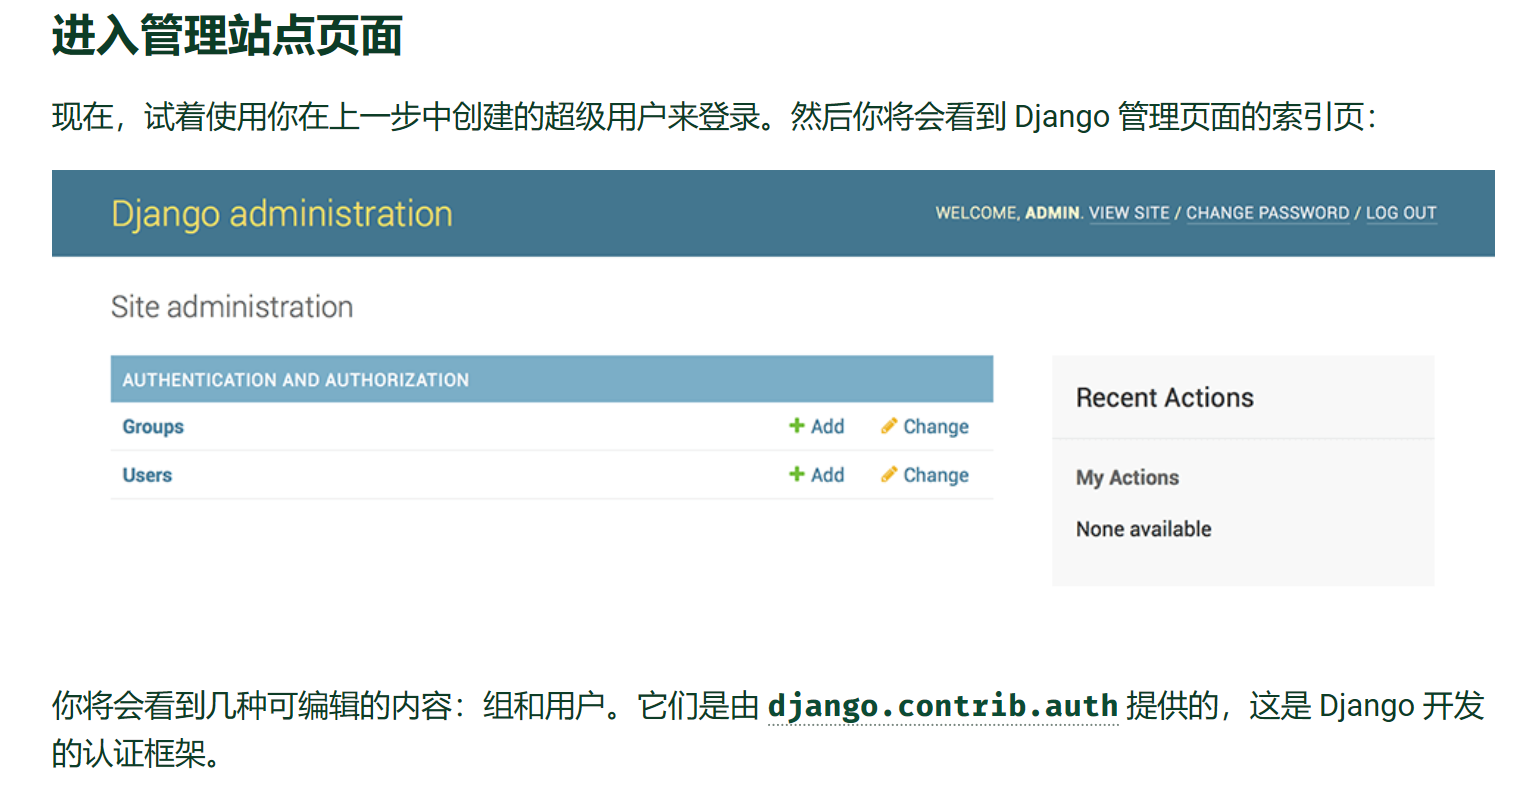 进入管理站点页面
现在，试着使用你在上一步中创建的超级用户来登录。然后你将会看到 Django 管理页面的索引页：
Django administration
WELCOME, ADMIN. VIEW SITE / CHANGE PASSWORD / LOG OUT
Site administration
AUTHENTICATION AND AUTHORIZATION
Groups Add Change
Users Add Change
Recent Actions
My Actions
None available
你将会看到几种可编辑的内容：组和用户。它们是由 django.contrib.auth 提供的，这是 Django 开发
的认证框架。